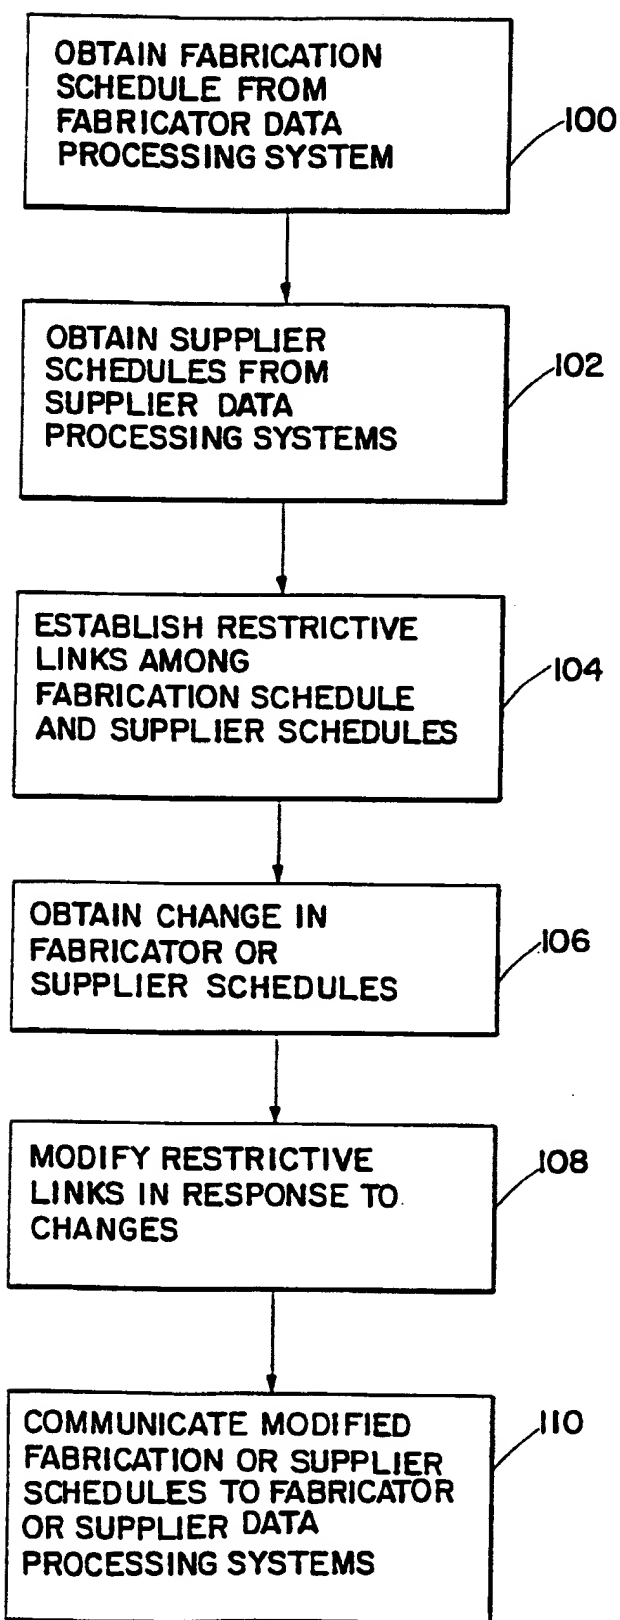 OBTAIN FABRICATION
SCHEDULE FROM
FABRICATOR DATA
PROCESSING SYSTEM
100
OBTAIN SUPPLIER
SCHEDULES FROM
SUPPLIER DATA
PROCESSING SYSTEMS
102
ESTABLISH RESTRICTIVE
LINKS AMONG
FABRICATION SCHEDULE
AND SUPPLIER SCHEDULES
104
OBTAIN CHANGE IN
FABRICATOR OR
SUPPLIER SCHEDULES
106
MODIFY RESTRICTIVE
LINKS IN RESPONSE TO
CHANGES
108
COMMUNICATE MODIFIED
FABRICATION OR SUPPLIER
SCHEDULES TO FABRICATOR
OR SUPPLIER DATA
PROCESSING SYSTEMS
110